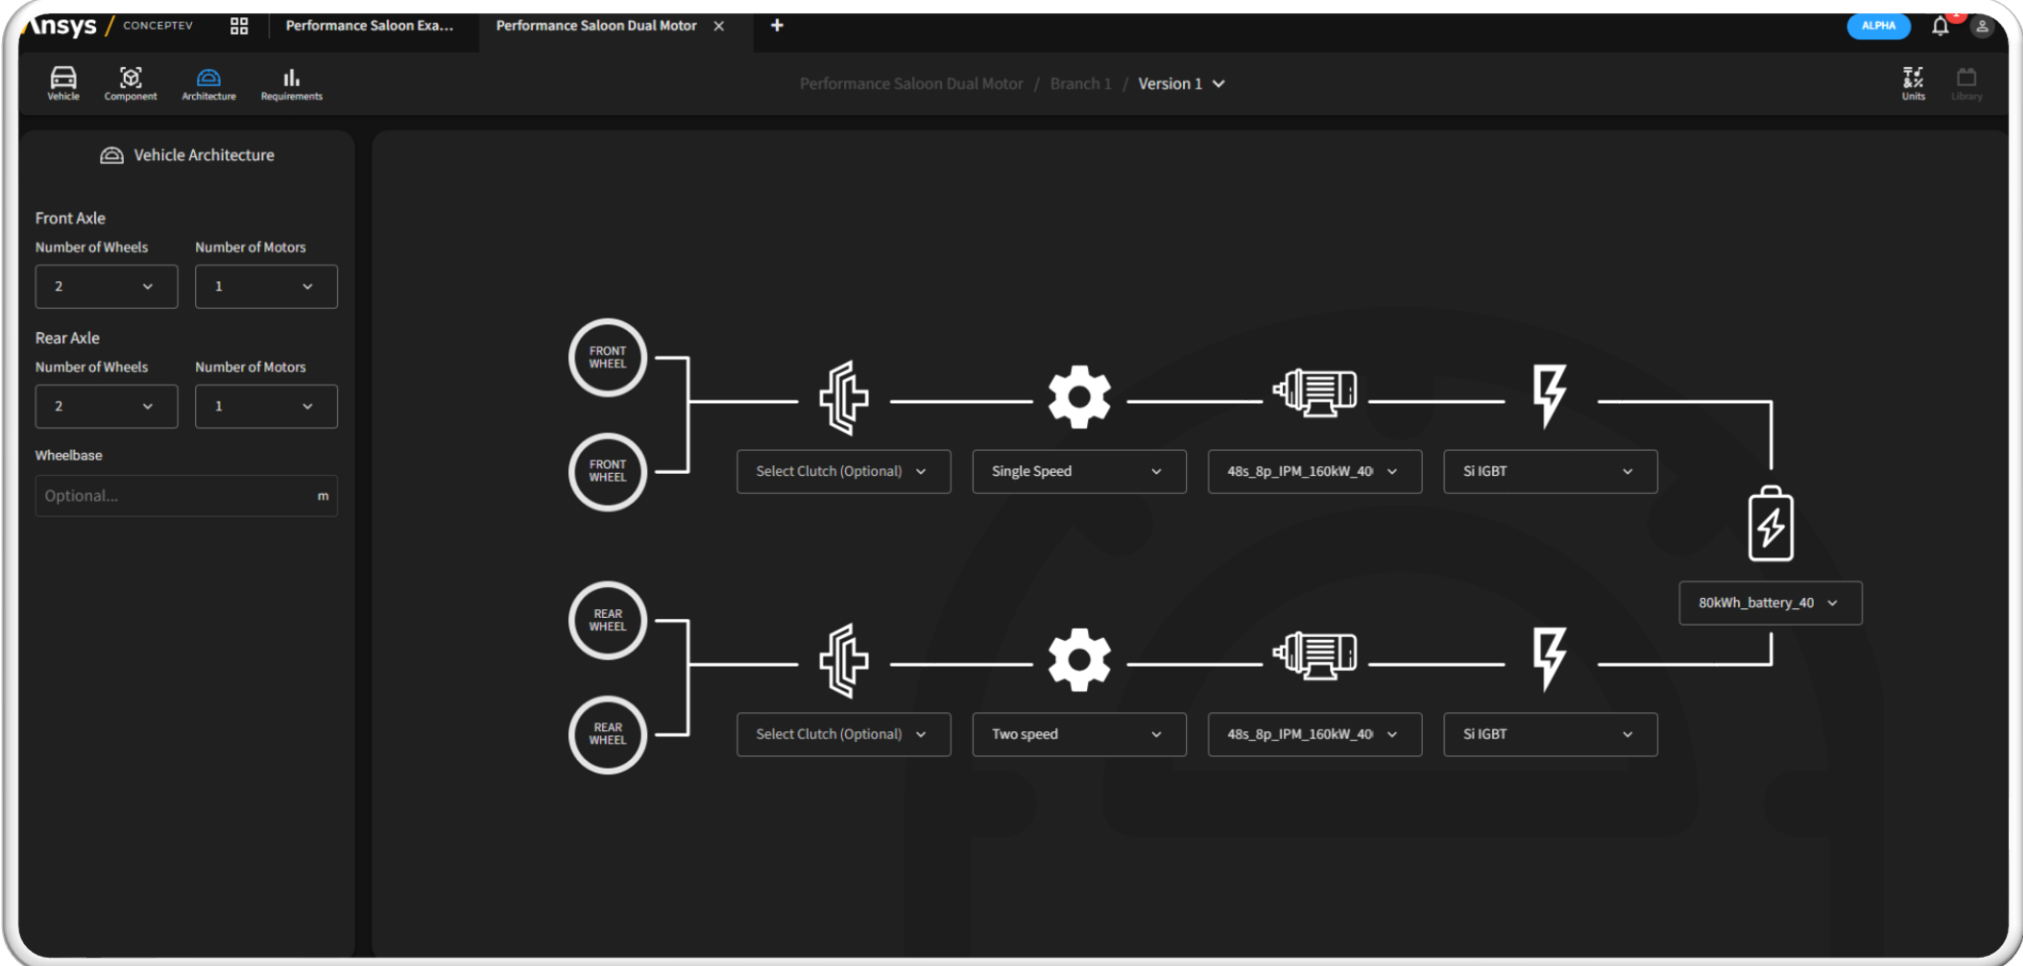 Ansys / CONCEPTEV
Performance Saloon Exa...
Performance Saloon Dual Motor
ALPHA
Vehicle
Component
Architecture
Requirements
Performance Saloon Dual Motor / Branch 1 / Version 1
Units
Library
Vehicle Architecture
Front Axle
Number of Wheels
Number of Motors
2
1
Rear Axle
Number of Wheels
Number of Motors
2
1
Wheelbase
Optional... m
FRONT
WHEEL
FRONT
WHEEL
Select Clutch (Optional)
Single Speed
48s_8p_IPM_160kW_40
Si IGBT
80kWh_battery_40
REAR
WHEEL
REAR
WHEEL
Select Clutch (Optional)
Two speed
48s_8p_IPM_160kW_40
Si IGBT